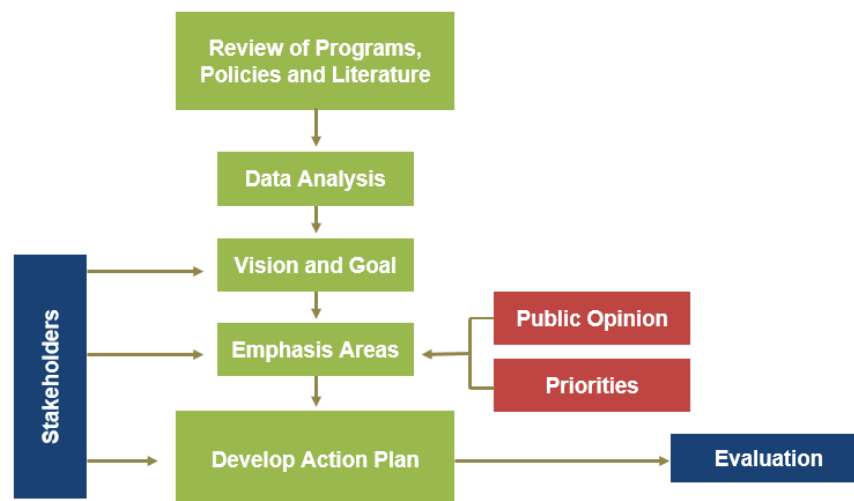 Review of Programs,
Policies and Literature
Data Analysis
Vision and Goal
Stakeholders
Public Opinion
Emphasis Areas
Priorities
Develop Action Plan
Evaluation